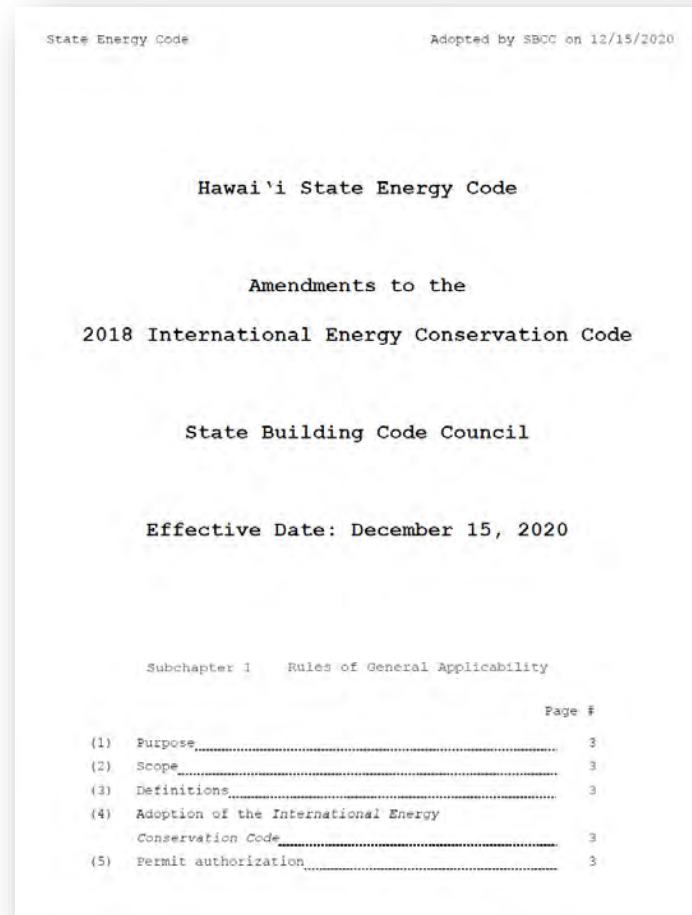 State Energy Code Adopted by SBCC on 12/15/2020
Hawai‘i State Energy Code
Amendments to the
2018 International Energy Conservation Code
State Building Code Council
Effective Date: December 15, 2020
Subchapter 1 Rules of General Applicability
Page #
(1) Purpose 3
(2) Scope 3
(3) Definitions 3
(4) Adoption of the International Energy
Conservation Code 3
(5) Permit authorization 3